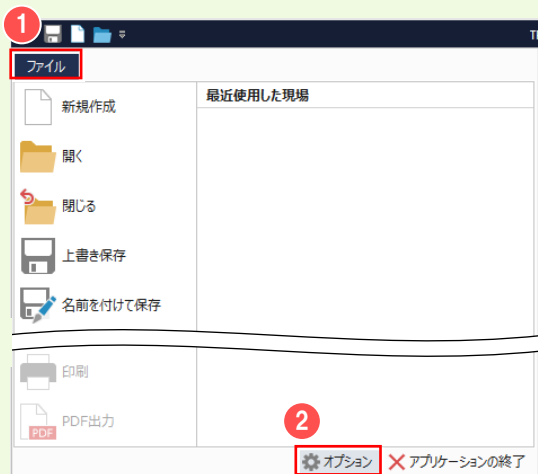 1
TR
ファイル
最近使用した現場
新規作成
開く
閉じる
上書き保存
名前を付けて保存
印刷
PDF
PDF出力
2
オプション
アプリケーションの終了